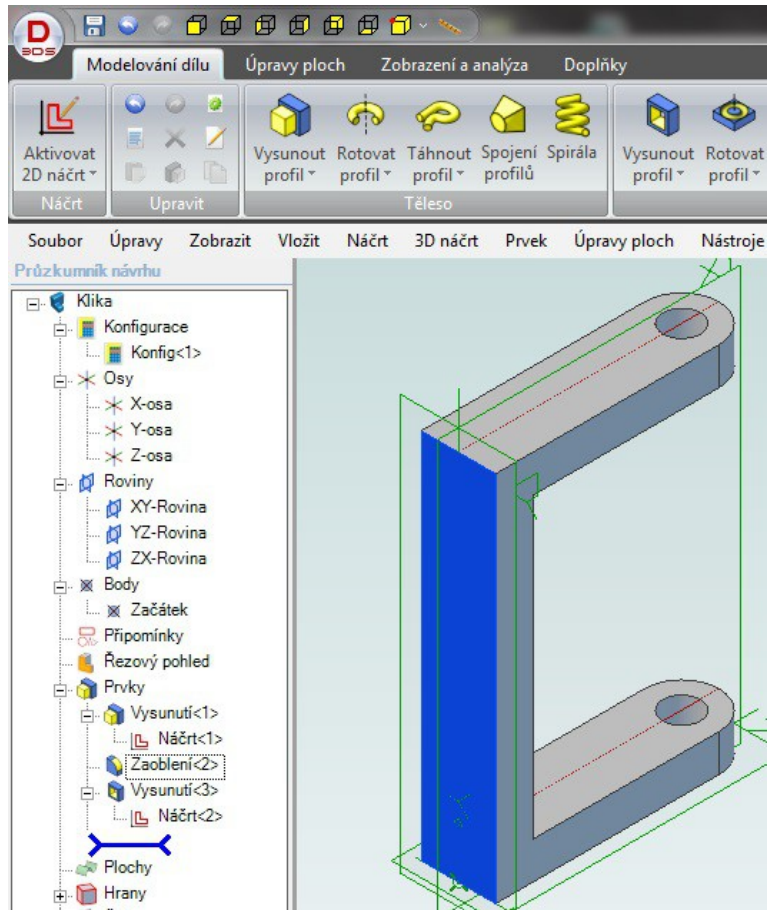 D
3DS
Modelování dílu Úpravy ploch Zobrazení a analýza Doplňky
Aktivovat 2D náčrt
Vysunout profil
Rotovat profil
Táhnout profil
Spojení profilů
Spirála
Vysunout profil
Rotovat profil
Náčrt Upravit Těleso
Soubor Úpravy Zobrazit Vložit Náčrt 3D náčrt Prvek Úpravy ploch Nástroje
Průzkumník návrhu
Klika
Konfigurace
Konfig<1>
Osy
X-osa
Y-osa
Z-osa
Roviny
XY-Rovina
YZ-Rovina
ZX-Rovina
Body
Začátek
Připomínky
Řezový pohled
Prvky
Vysunutí<1>
Náčrt<1>
Zaoblení<2>
Vysunutí<3>
Náčrt<2>
Plochy
Hrany